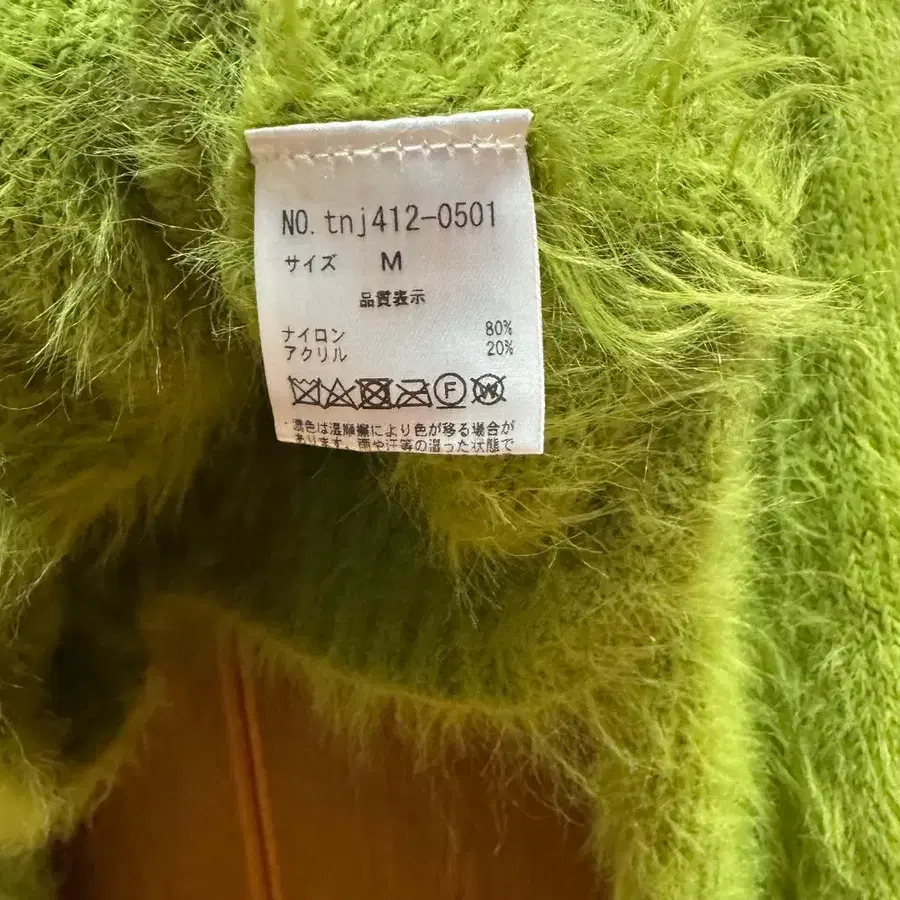 NO.tnj412-0501
サイズ M
品質表示
ナイロン 80%
アクリル 20%
F W
・濃色は湿摩擦により色が移る場合が
あります。雨や汗等の湿った状態で